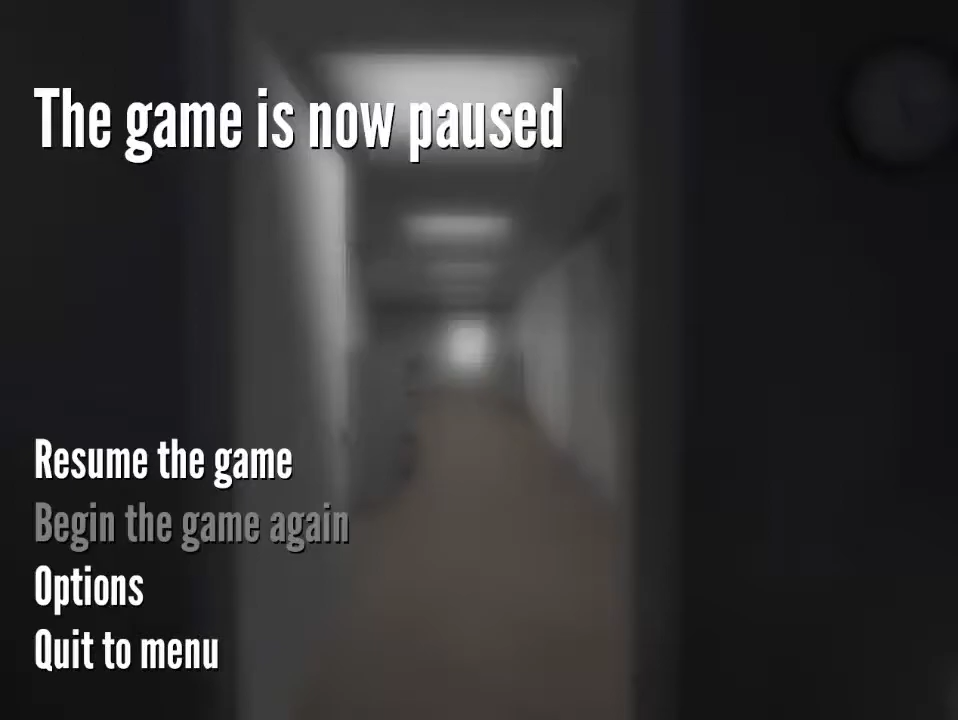 The game is now paused
Resume the game
Begin the game again
Options
Quit to menu